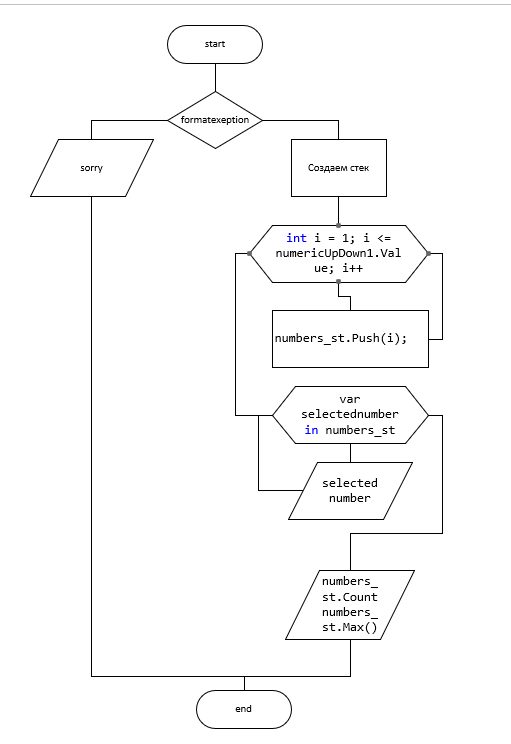 start
formatexeption
sorry
Создаем стек
int i = 1; i <=
numericUpDown1.Val
ue; i++
numbers_st.Push(i);
var
selectednumber
in numbers_st
selected
number
numbers_
st.Count
numbers_
st.Max()
end